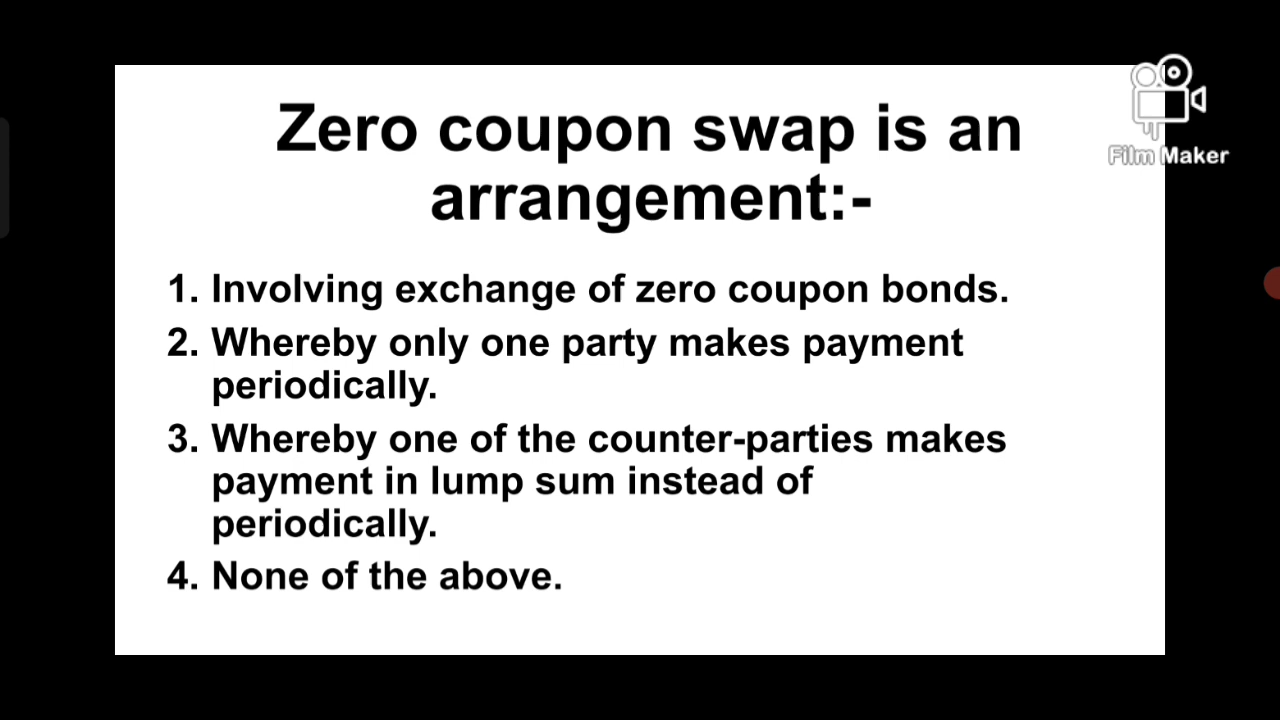 Zero coupon swap is an
arrangement:-
Film Maker
1. Involving exchange of zero coupon bonds.
2. Whereby only one party makes payment
periodically.
3. Whereby one of the counter-parties makes
payment in lump sum instead of
periodically.
4. None of the above.